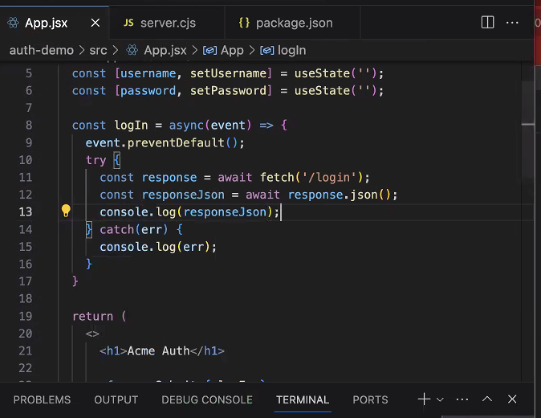 App.jsx
server.cjs
package.json
auth-demo > src > App.jsx > App > logIn
5 const [username, setUsername] = useState('');
6 const [password, setPassword] = useState('');
7
8 const logIn = async(event) => {
9 event.preventDefault();
10 try {
11 const response = await fetch('/login');
12 const responseJson = await response.json();
13 console.log(responseJson);
14 } catch(err) {
15 console.log(err);
16 }
17 }
18
19 return (
20 <>
21 <h1>Acme Auth</h1>
22
PROBLEMS OUTPUT DEBUG CONSOLE TERMINAL PORTS